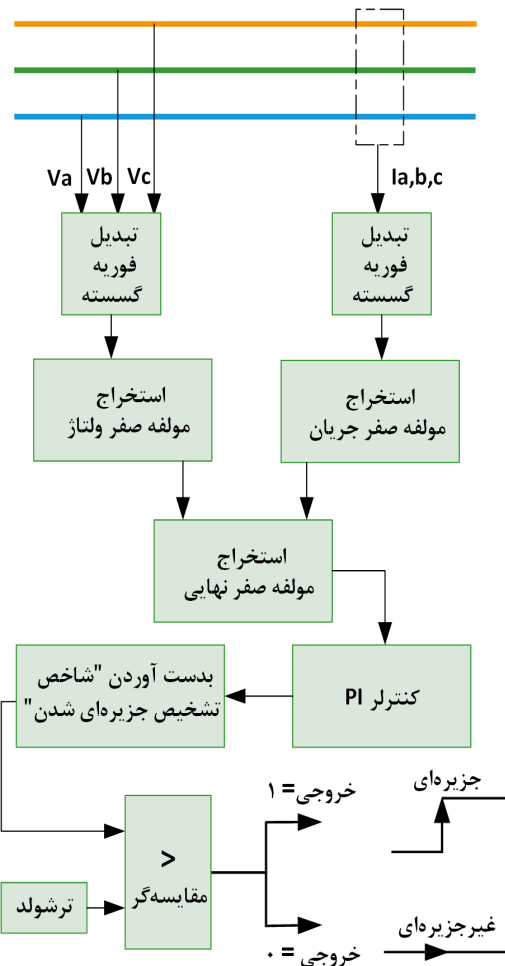 Va
Vb
Vc
Ia,b,c
تبدیل
فوریه
گسسته
تبدیل
فوریه
گسسته
استخراج
مولفه صفر ولتاژ
استخراج
مولفه صفر جریان
استخراج
مولفه صفر نهایی
کنترلر PI
بدست آوردن "شاخص
تشخیص جزیره‌ای شدن"
>
مقایسه‌گر
ترشولد
خروجی= ۱
جزیره‌ای
غیرجزیره‌ای
خروجی= ۰